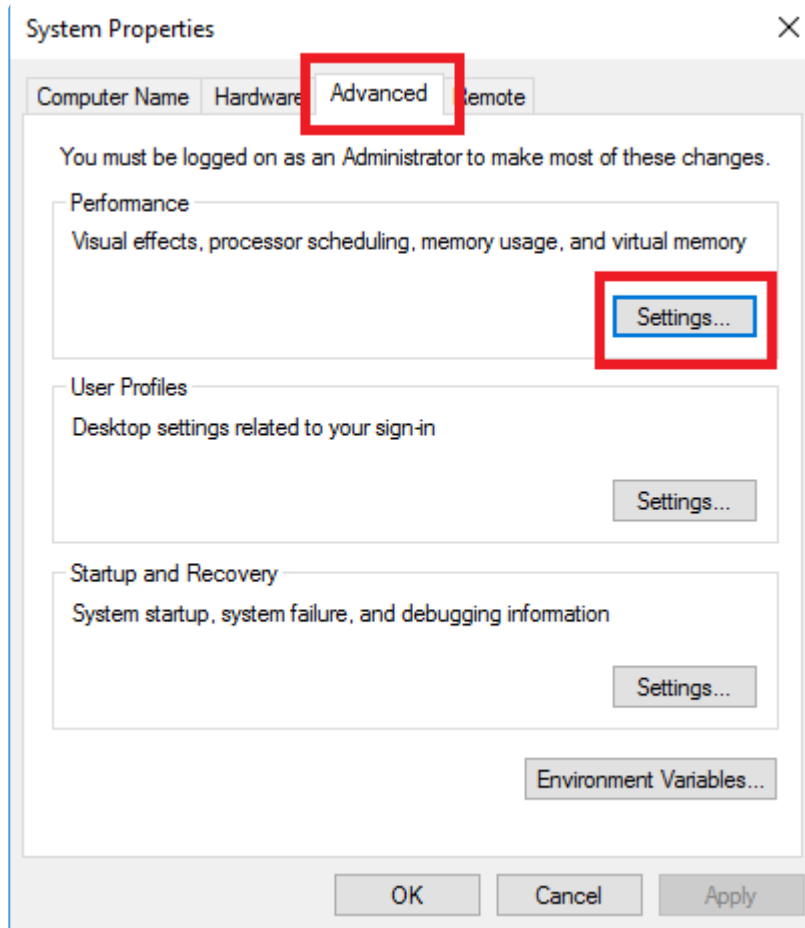 System Properties
Computer Name Hardware Advanced Remote
You must be logged on as an Administrator to make most of these changes.
Performance
Visual effects, processor scheduling, memory usage, and virtual memory
Settings...
User Profiles
Desktop settings related to your sign-in
Settings...
Startup and Recovery
System startup, system failure, and debugging information
Settings...
Environment Variables...
OK Cancel Apply